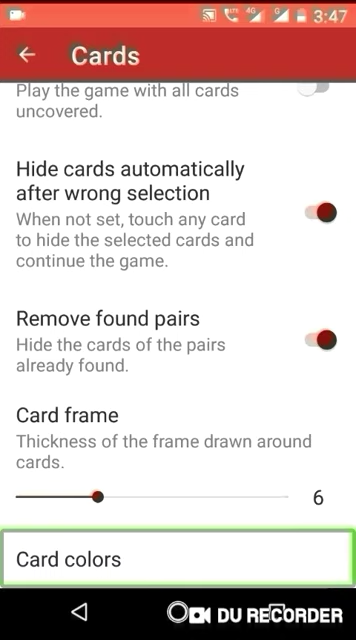 LTE 4G G 3:47
Cards
Play the game with all cards
uncovered.
Hide cards automatically
after wrong selection
When not set, touch any card
to hide the selected cards and
continue the game.
Remove found pairs
Hide the cards of the pairs
already found.
Card frame
Thickness of the frame drawn around
cards.
6
Card colors
DU RECORDER